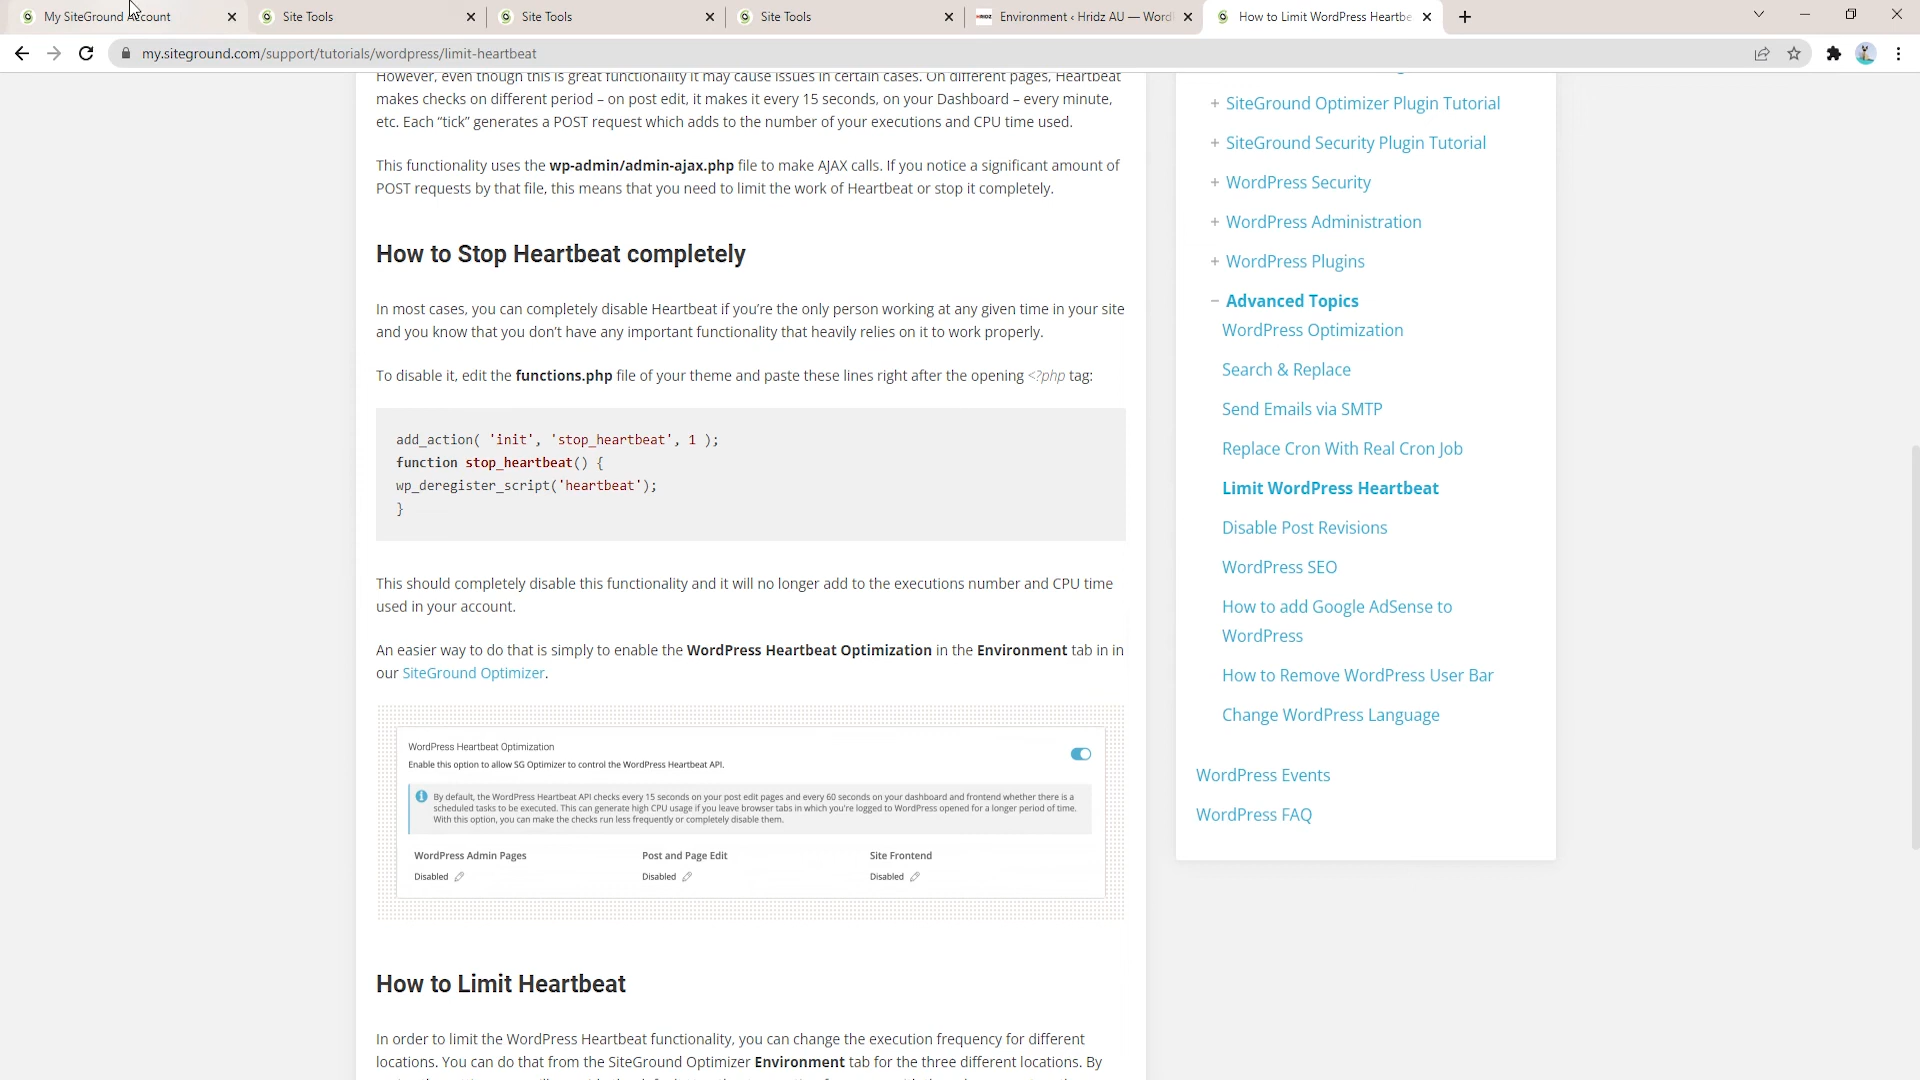 My SiteGround Account
Site Tools
Site Tools
Site Tools
Environment ‹ Hridz AU — Word
How to Limit WordPress Heartbe
my.siteground.com/support/tutorials/wordpress/limit-heartbeat
However, even though this is great functionality it may cause issues in certain cases. On different pages, Heartbeat
makes checks on different period – on post edit, it makes it every 15 seconds, on your Dashboard – every minute,
etc. Each “tick” generates a POST request which adds to the number of your executions and CPU time used.
This functionality uses the wp-admin/admin-ajax.php file to make AJAX calls. If you notice a significant amount of
POST requests by that file, this means that you need to limit the work of Heartbeat or stop it completely.
How to Stop Heartbeat completely
In most cases, you can completely disable Heartbeat if you’re the only person working at any given time in your site
and you know that you don’t have any important functionality that heavily relies on it to work properly.
To disable it, edit the functions.php file of your theme and paste these lines right after the opening <?php tag:
add_action( 'init', 'stop_heartbeat', 1 );
function stop_heartbeat() {
wp_deregister_script('heartbeat');
}
This should completely disable this functionality and it will no longer add to the executions number and CPU time
used in your account.
An easier way to do that is simply to enable the WordPress Heartbeat Optimization in the Environment tab in in
our SiteGround Optimizer.
WordPress Heartbeat Optimization
Enable this option to allow SG Optimizer to control the WordPress Heartbeat API.
By default, the WordPress Heartbeat API checks every 15 seconds on your post edit pages and every 60 seconds on your dashboard and frontend whether there is a
scheduled tasks to be executed. This can generate high CPU usage if you leave browser tabs in which you're logged to WordPress opened for a longer period of time.
With this option, you can make the checks run less frequently or completely disable them.
WordPress Admin Pages
Post and Page Edit
Site Frontend
Disabled
Disabled
Disabled
How to Limit Heartbeat
In order to limit the WordPress Heartbeat functionality, you can change the execution frequency for different
locations. You can do that from the SiteGround Optimizer Environment tab for the three different locations. By
+ SiteGround Optimizer Plugin Tutorial
+ SiteGround Security Plugin Tutorial
+ WordPress Security
+ WordPress Administration
+ WordPress Plugins
− Advanced Topics
WordPress Optimization
Search & Replace
Send Emails via SMTP
Replace Cron With Real Cron Job
Limit WordPress Heartbeat
Disable Post Revisions
WordPress SEO
How to add Google AdSense to
WordPress
How to Remove WordPress User Bar
Change WordPress Language
WordPress Events
WordPress FAQ